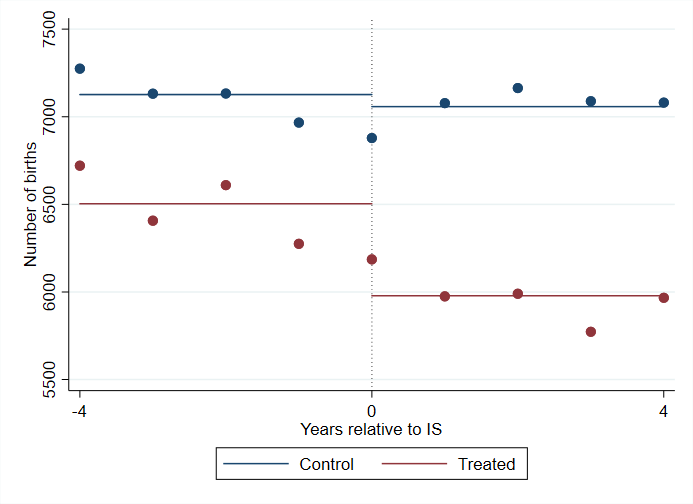 7500
7000
6500
6000
5500
Number of births
-4 0 4
Years relative to IS
Control Treated